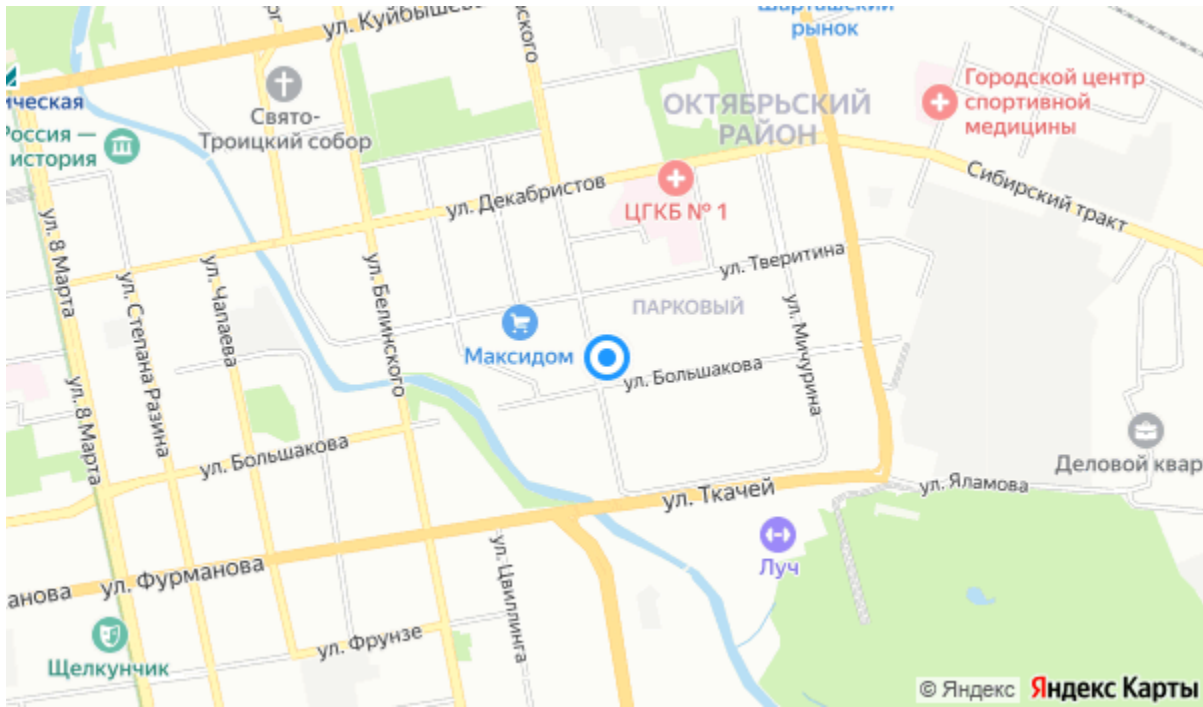 Шарташский
рынок
ул. Куйбышева
нского
ическая
Россия —
история
Свято-
Троицкий собор
ОКТЯБРЬСКИЙ
РАЙОН
Городской центр
спортивной
медицины
Сибирский тракт
ул. Декабристов
ЦГКБ № 1
ул. 8 Марта
ул. Степана Разина
ул. Чапаева
ул. Белинского
ул. Тверитина
ПАРКОВЫЙ
ул. Мичурина
Максидом
ул. Большакова
ул. 8 Марта
ул. Большакова
Деловой квар
ул. Яламова
ул. Ткачей
Луч
ул. Цвиллинга
анова
ул. Фурманова
ул. Фрунзе
Щелкунчик
© Яндекс Яндекс Карты